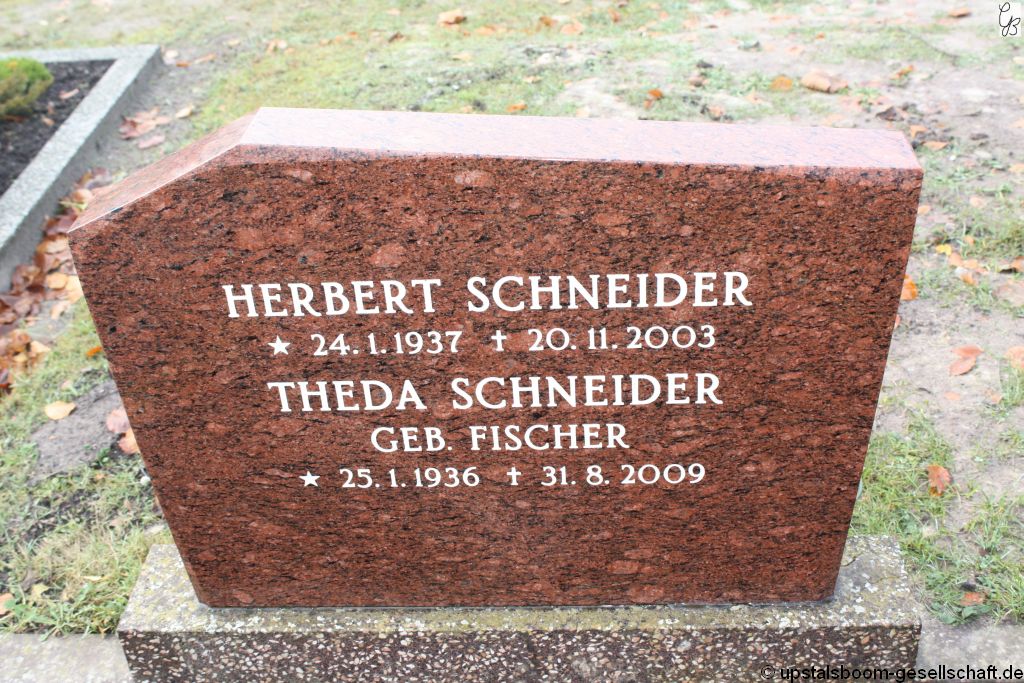 HERBERT SCHNEIDER
★ 24.1.1937 ✝ 20.11.2003
THEDA SCHNEIDER
GEB. FISCHER
★ 25.1.1936 ✝ 31.8.2009
© upstalsboom-gesellschaft.de